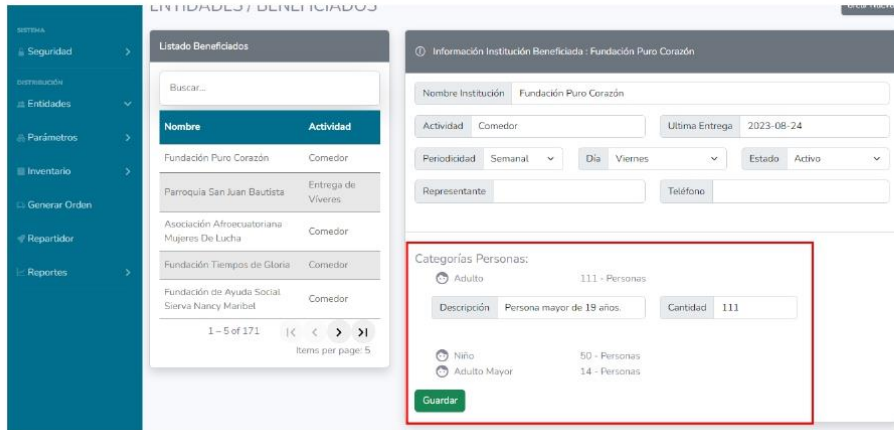 ENTIDADES / BENEFICIADOS
Crear Nuevo
SISTEMA
Seguridad
DISTRIBUCIÓN
Entidades
Parámetros
Inventario
Generar Orden
Repartidor
Reportes
Listado Beneficiados
Buscar...
Nombre Actividad
Fundación Puro Corazón Comedor
Parroquia San Juan Bautista Entrega de
Víveres
Asociación Afroecuatoriana
Mujeres De Lucha Comedor
Fundación Tiempos de Gloria Comedor
Fundación de Ayuda Social
Sierva Nancy Maribel Comedor
1 – 5 of 171
Items per page: 5
Información Institución Beneficiada : Fundación Puro Corazón
Nombre Institución Fundación Puro Corazón
Actividad Comedor Ultima Entrega 2023-08-24
Periodicidad Semanal Día Viernes Estado Activo
Representante Teléfono
Categorías Personas:
Adulto 111 - Personas
Descripción Persona mayor de 19 años. Cantidad 111
Niño 50 - Personas
Adulto Mayor 14 - Personas
Guardar